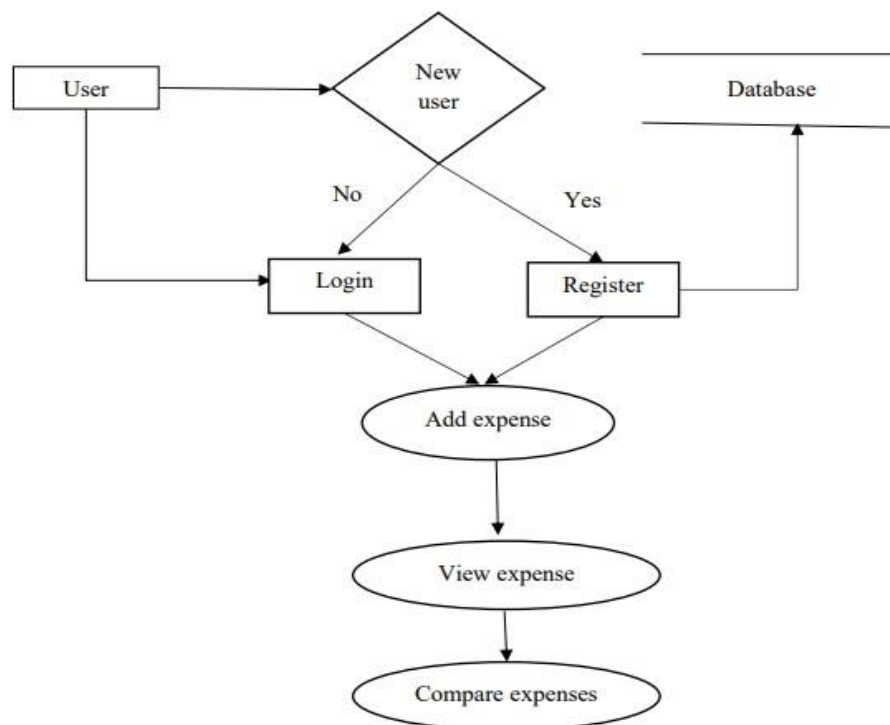 User
New
user
Database
No
Yes
Login
Register
Add expense
View expense
Compare expenses